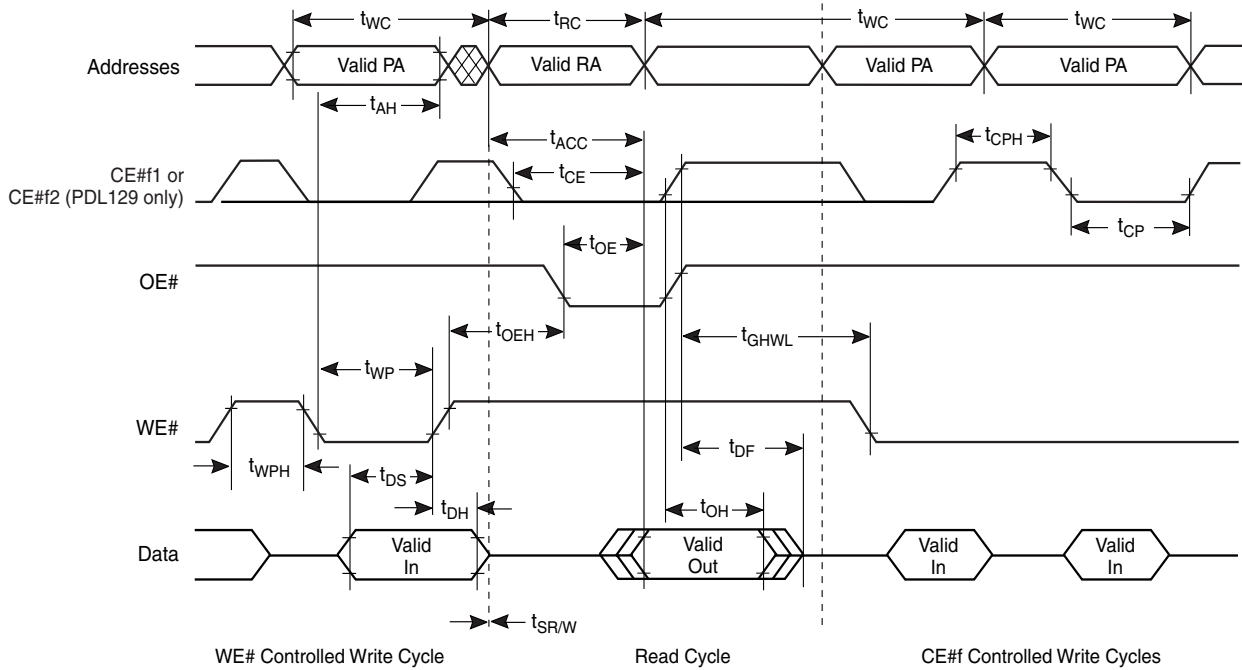 tWC tRC tWC tWC
Addresses Valid PA Valid RA Valid PA Valid PA
tAH
tACC
tCPH
CE#f1 or
CE#f2 (PDL129 only)
tCE
tCP
tOE
OE#
tOEH
tGHWL
tWP
WE#
tDF
tWPH
tDS
tDH
tOH
Data
Valid
In
Valid
Out
Valid
In
Valid
In
tSR/W
WE# Controlled Write Cycle Read Cycle CE#f Controlled Write Cycles